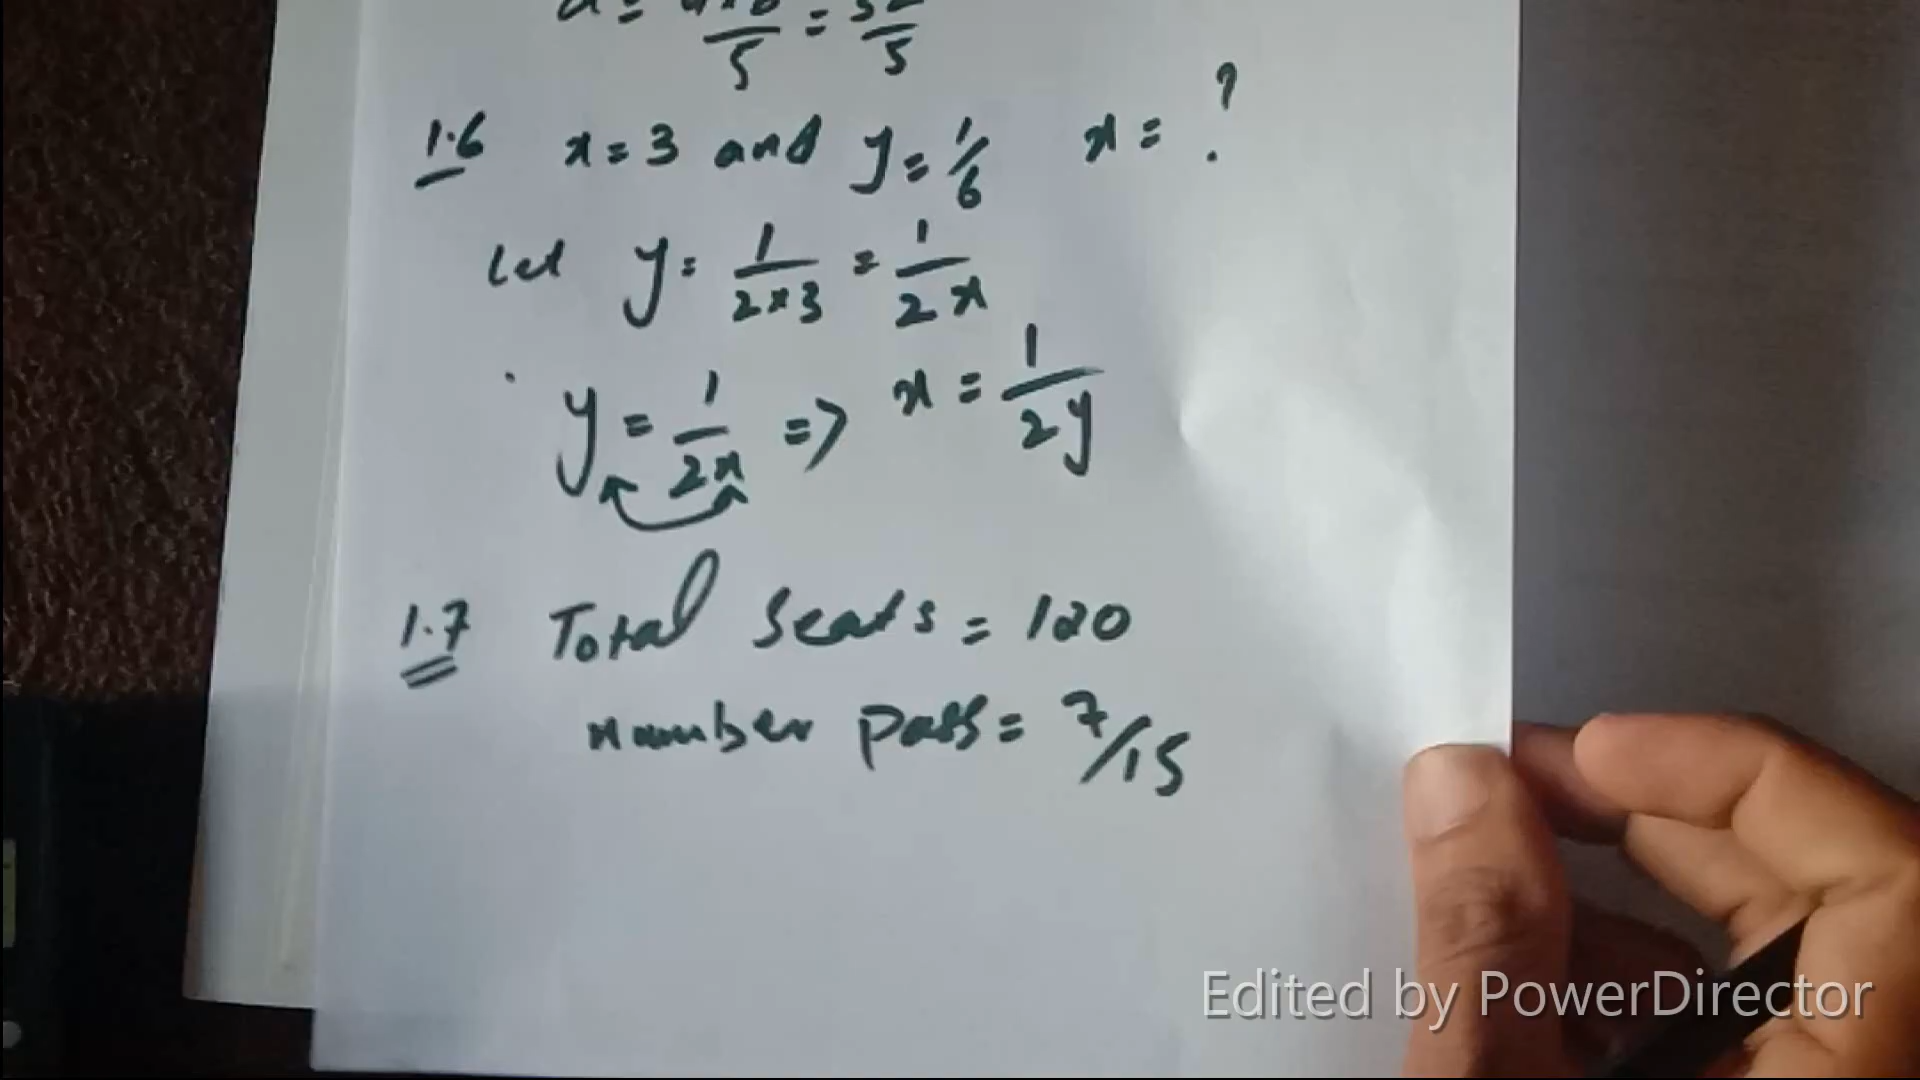 = 5 = 5
1.6 x = 3 and y = 1/6 x = ?
Let y = 1/2×3 = 1/2x
y = 1/2x => x = 1/2y
1.7 Total Seats = 120
number pass = 7/15
Edited by PowerDirector